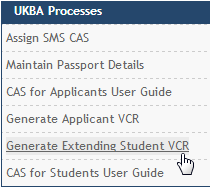 UKBA Processes
Assign SMS CAS
Maintain Passport Details
CAS for Applicants User Guide
Generate Applicant VCR
Generate Extending Student VCR
CAS for Students User Guide